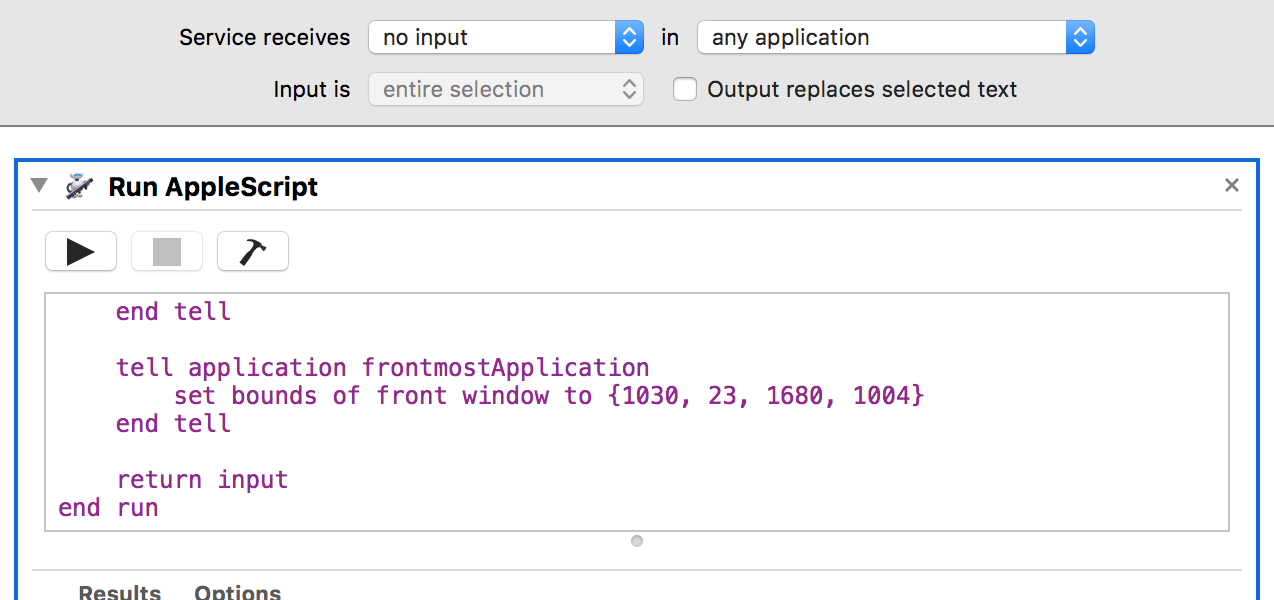 Service receives no input in any application
Input is entire selection Output replaces selected text
Run AppleScript
end tell
tell application frontmostApplication
set bounds of front window to {1030, 23, 1680, 1004}
end tell
return input
end run
Results Options